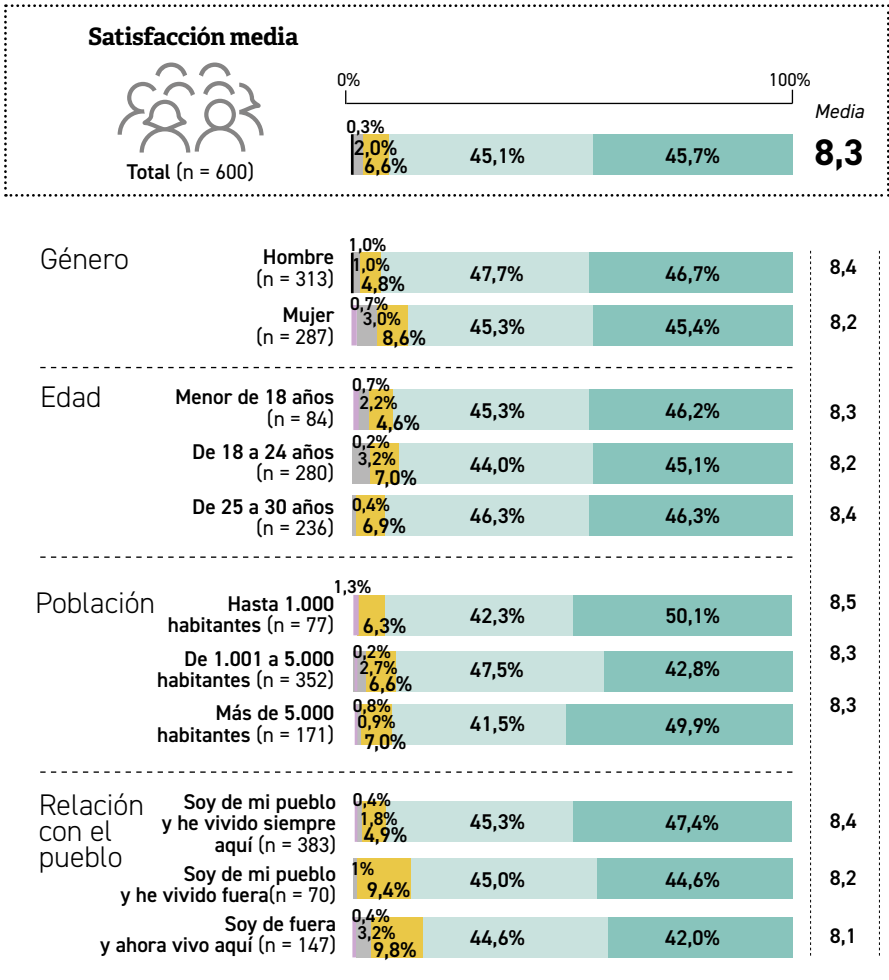 Satisfacción media
0%
100%
Media
0,3%
2,0%
6,6%
45,1%
45,7%
8,3
Total (n = 600)
Género
Hombre
(n = 313)
1,0%
1,0%
4,8%
47,7%
46,7%
8,4
Mujer
(n = 287)
0,7%
3,0%
8,6%
45,3%
45,4%
8,2
Edad
Menor de 18 años
(n = 84)
0,7%
2,2%
4,6%
45,3%
46,2%
8,3
De 18 a 24 años
(n = 280)
0,2%
3,2%
7,0%
44,0%
45,1%
8,2
De 25 a 30 años
(n = 236)
0,4%
6,9%
46,3%
46,3%
8,4
Población
Hasta 1.000
habitantes (n = 77)
1,3%
6,3%
42,3%
50,1%
8,5
De 1.001 a 5.000
habitantes (n = 352)
0,2%
2,7%
6,6%
47,5%
42,8%
8,3
Más de 5.000
habitantes (n = 171)
0,8%
0,9%
7,0%
41,5%
49,9%
8,3
Relación
con el
pueblo
Soy de mi pueblo
y he vivido siempre
aquí (n = 383)
0,4%
1,8%
4,9%
45,3%
47,4%
8,4
Soy de mi pueblo
y he vivido fuera(n = 70)
1%
9,4%
45,0%
44,6%
8,2
Soy de fuera
y ahora vivo aquí (n = 147)
0,4%
3,2%
9,8%
44,6%
42,0%
8,1